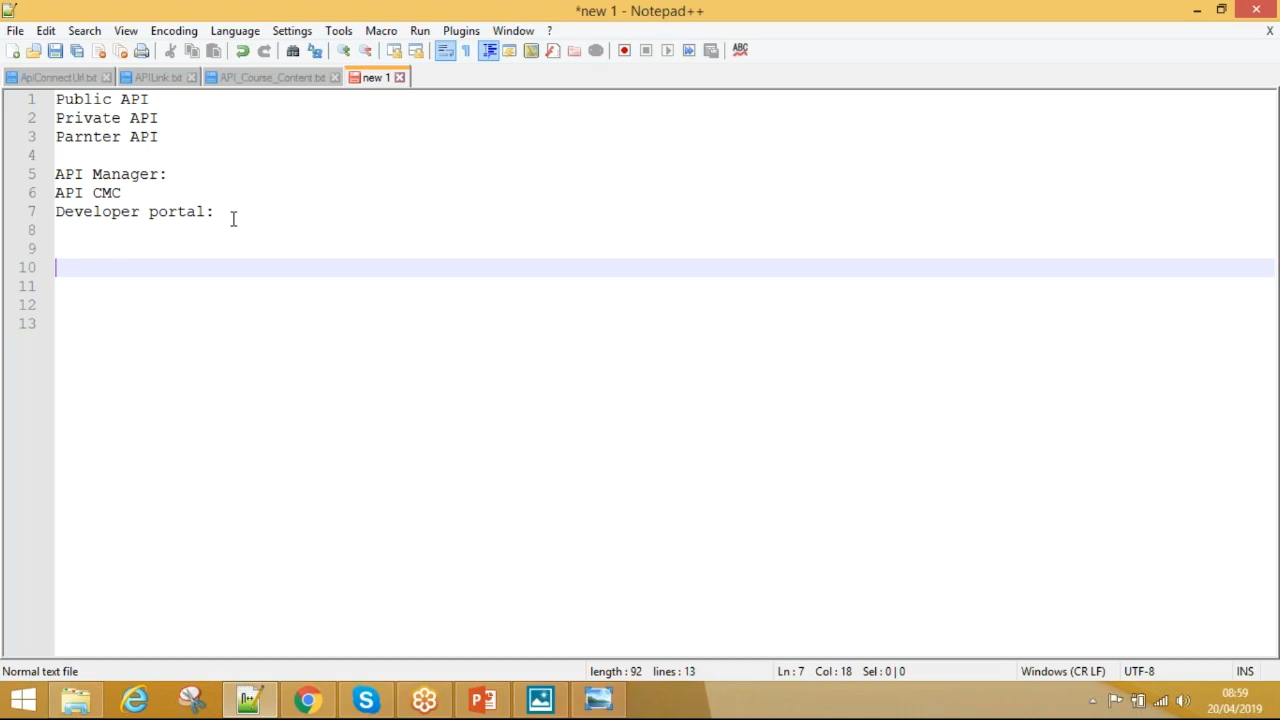 *new 1 - Notepad++
File Edit Search View Encoding Language Settings Tools Macro Run Plugins Window ? X
ApiConnectUrl.txt APILink.txt API_Course_Content.txt new 1
1 Public API
2 Private API
3 Parnter API
4
5 API Manager:
6 API CMC
7 Developer portal:
8
9
10
11
12
13
Normal text file length : 92 lines : 13 Ln : 7 Col : 18 Sel : 0 | 0 Windows (CR LF) UTF-8 INS
08:59
20/04/2019